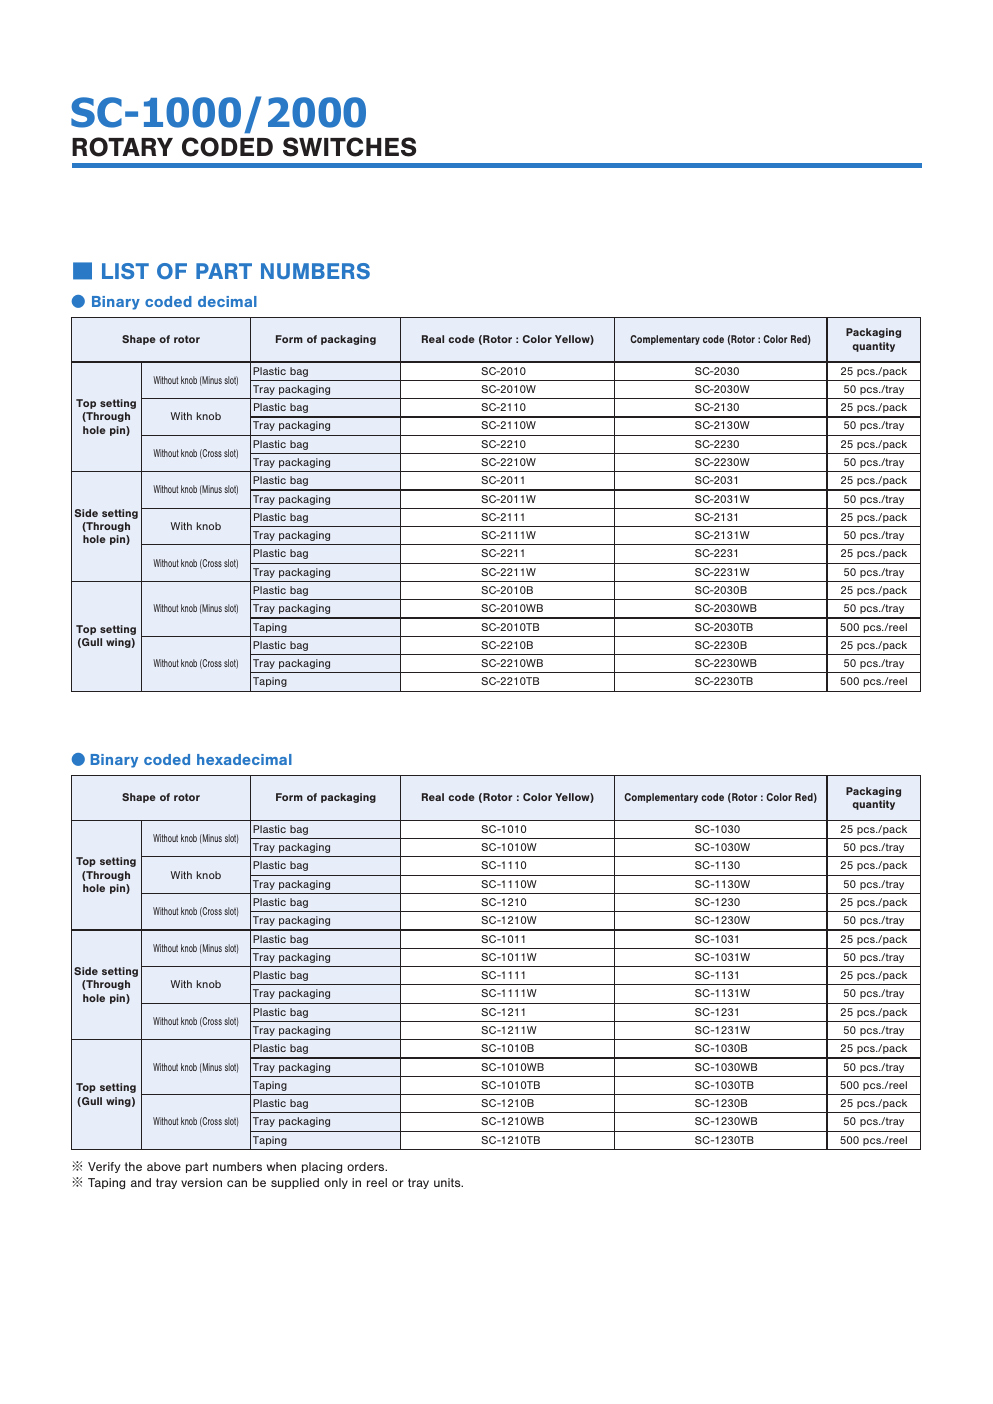 SC-1000/2000
ROTARY CODED SWITCHES
■ LIST OF PART NUMBERS
● Binary coded decimal
Shape of rotor Form of packaging Real code (Rotor : Color Yellow) Complementary code (Rotor : Color Red) Packaging quantity
Top setting (Through hole pin) Without knob (Minus slot) Plastic bag SC-2010 SC-2030 25 pcs./pack
Tray packaging SC-2010W SC-2030W 50 pcs./tray
With knob Plastic bag SC-2110 SC-2130 25 pcs./pack
Tray packaging SC-2110W SC-2130W 50 pcs./tray
Without knob (Cross slot) Plastic bag SC-2210 SC-2230 25 pcs./pack
Tray packaging SC-2210W SC-2230W 50 pcs./tray
Side setting (Through hole pin) Without knob (Minus slot) Plastic bag SC-2011 SC-2031 25 pcs./pack
Tray packaging SC-2011W SC-2031W 50 pcs./tray
With knob Plastic bag SC-2111 SC-2131 25 pcs./pack
Tray packaging SC-2111W SC-2131W 50 pcs./tray
Without knob (Cross slot) Plastic bag SC-2211 SC-2231 25 pcs./pack
Tray packaging SC-2211W SC-2231W 50 pcs./tray
Top setting (Gull wing) Without knob (Minus slot) Plastic bag SC-2010B SC-2030B 25 pcs./pack
Tray packaging SC-2010WB SC-2030WB 50 pcs./tray
Taping SC-2010TB SC-2030TB 500 pcs./reel
Without knob (Cross slot) Plastic bag SC-2210B SC-2230B 25 pcs./pack
Tray packaging SC-2210WB SC-2230WB 50 pcs./tray
Taping SC-2210TB SC-2230TB 500 pcs./reel
● Binary coded hexadecimal
Shape of rotor Form of packaging Real code (Rotor : Color Yellow) Complementary code (Rotor : Color Red) Packaging quantity
Top setting (Through hole pin) Without knob (Minus slot) Plastic bag SC-1010 SC-1030 25 pcs./pack
Tray packaging SC-1010W SC-1030W 50 pcs./tray
With knob Plastic bag SC-1110 SC-1130 25 pcs./pack
Tray packaging SC-1110W SC-1130W 50 pcs./tray
Without knob (Cross slot) Plastic bag SC-1210 SC-1230 25 pcs./pack
Tray packaging SC-1210W SC-1230W 50 pcs./tray
Side setting (Through hole pin) Without knob (Minus slot) Plastic bag SC-1011 SC-1031 25 pcs./pack
Tray packaging SC-1011W SC-1031W 50 pcs./tray
With knob Plastic bag SC-1111 SC-1131 25 pcs./pack
Tray packaging SC-1111W SC-1131W 50 pcs./tray
Without knob (Cross slot) Plastic bag SC-1211 SC-1231 25 pcs./pack
Tray packaging SC-1211W SC-1231W 50 pcs./tray
Top setting (Gull wing) Without knob (Minus slot) Plastic bag SC-1010B SC-1030B 25 pcs./pack
Tray packaging SC-1010WB SC-1030WB 50 pcs./tray
Taping SC-1010TB SC-1030TB 500 pcs./reel
Without knob (Cross slot) Plastic bag SC-1210B SC-1230B 25 pcs./pack
Tray packaging SC-1210WB SC-1230WB 50 pcs./tray
Taping SC-1210TB SC-1230TB 500 pcs./reel
※ Verify the above part numbers when placing orders.
※ Taping and tray version can be supplied only in reel or tray units.